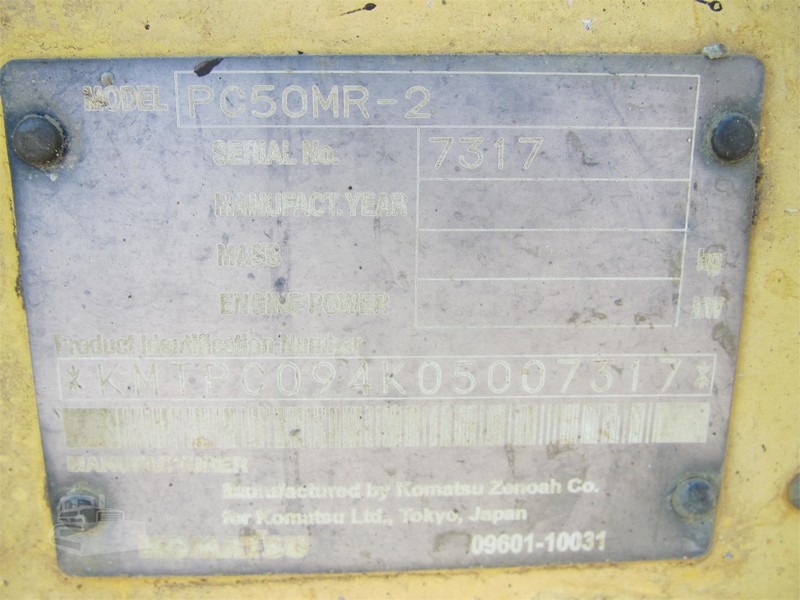 MODEL PC50MR-2
SERIAL No. 7317
MANUFACT. YEAR
MASS kg
ENGINE POWER kW
Product Identification Number
*KMTPC094K05007317*
MANUFACTURER
Manufactured by Komatsu Zenoah Co.
for Komatsu Ltd., Tokyo, Japan
KOMATSU 09601-10031